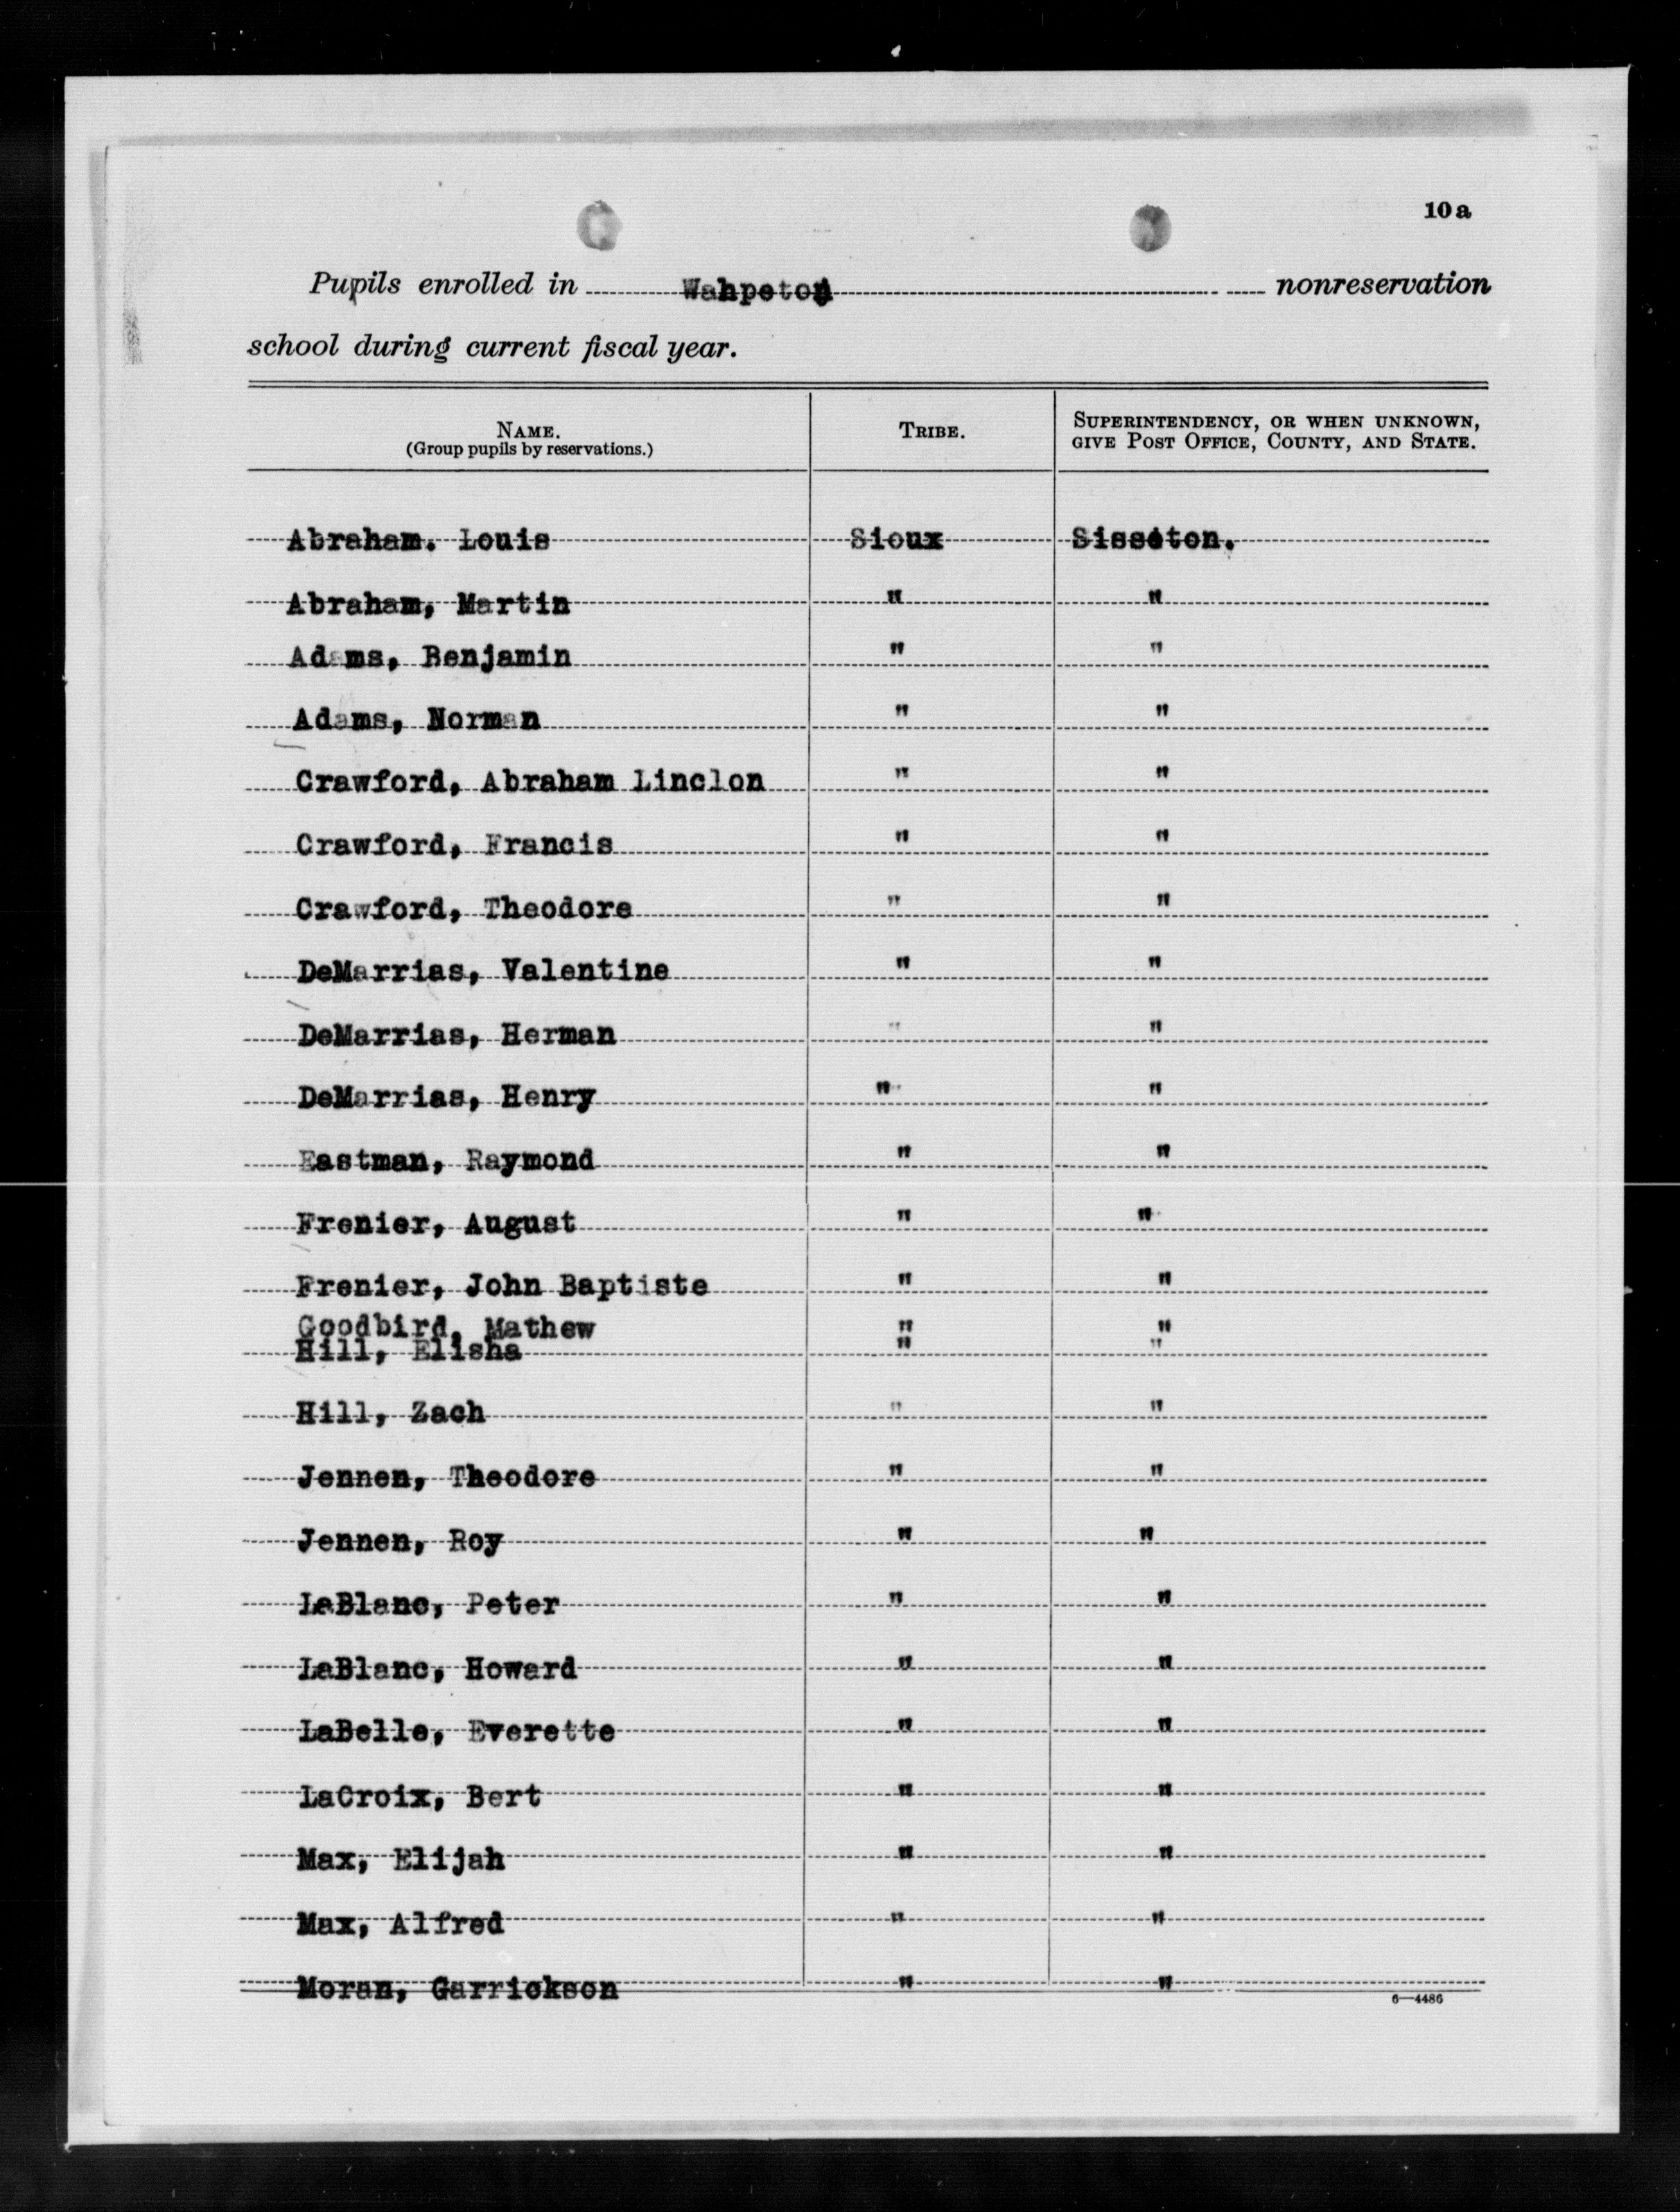 10 a
Pupils enrolled in Wahpeton nonreservation
school during current fiscal year.
NAME. TRIBE. SUPERINTENDENCY, OR WHEN UNKNOWN,
(Group pupils by reservations.) GIVE POST OFFICE, COUNTY, AND STATE.
Abraham. Louis Sioux Sisseton.
Abraham, Martin " "
Adams, Benjamin " "
Adams, Norman " "
Crawford, Abraham Linclon " "
Crawford, Francis " "
Crawford, Theodore " "
DeMarrias, Valentine " "
DeMarrias, Herman " "
DeMarrias, Henry " "
Eastman, Raymond " "
Frenier, August " "
Frenier, John Baptiste " "
Goodbird, Mathew " "
Hill, Elisha " "
Hill, Zach " "
Jennen, Theodore " "
Jennen, Roy " "
LaBlanc, Peter " "
LaBlanc, Howard " "
LaBelle, Everette " "
LaCroix, Bert " "
Max, Elijah " "
Max, Alfred " "
Moran, Garrickson " "
6—4486